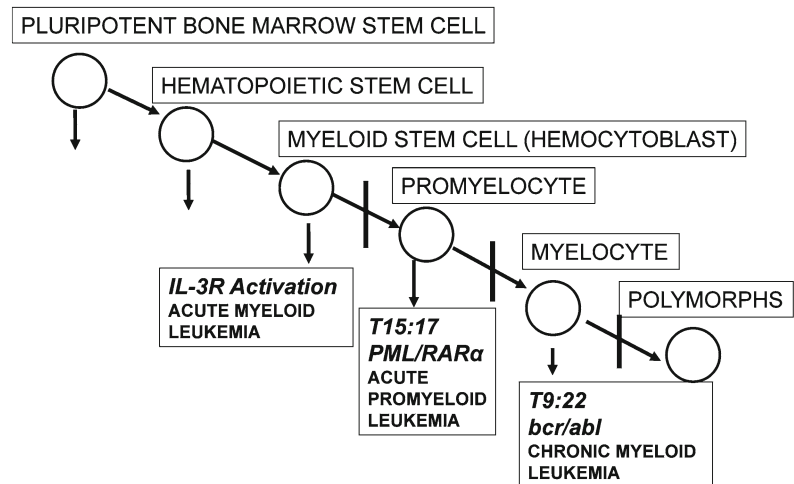 PLURIPOTENT BONE MARROW STEM CELL
HEMATOPOIETIC STEM CELL
MYELOID STEM CELL (HEMOCYTOBLAST)
PROMYELOCYTE
MYELOCYTE
POLYMORPHS
IL-3R Activation
ACUTE MYELOID
LEUKEMIA
T15:17
PML/RARα
ACUTE
PROMYELOID
LEUKEMIA
T9:22
bcr/abl
CHRONIC MYELOID
LEUKEMIA